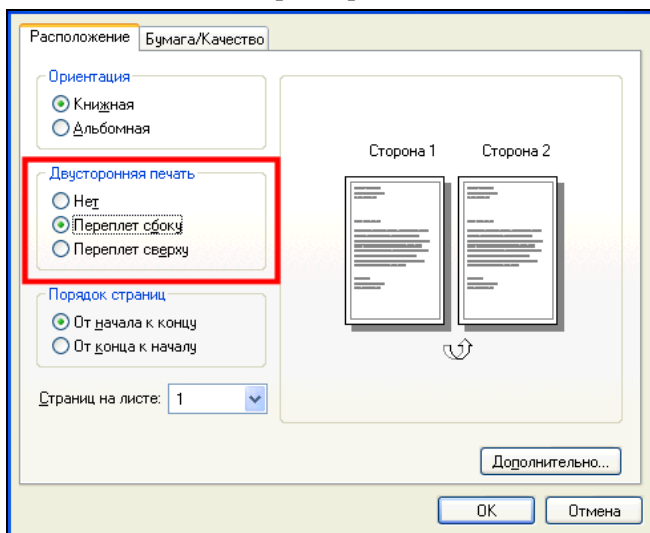 Расположение
Бумага/Качество
Ориентация
Книжная
Альбомная
Двусторонняя печать
Нет
Переплет сбоку
Переплет сверху
Порядок страниц
От начала к концу
От конца к началу
Страниц на листе: 1
Сторона 1 Сторона 2
Дополнительно...
OK Отмена